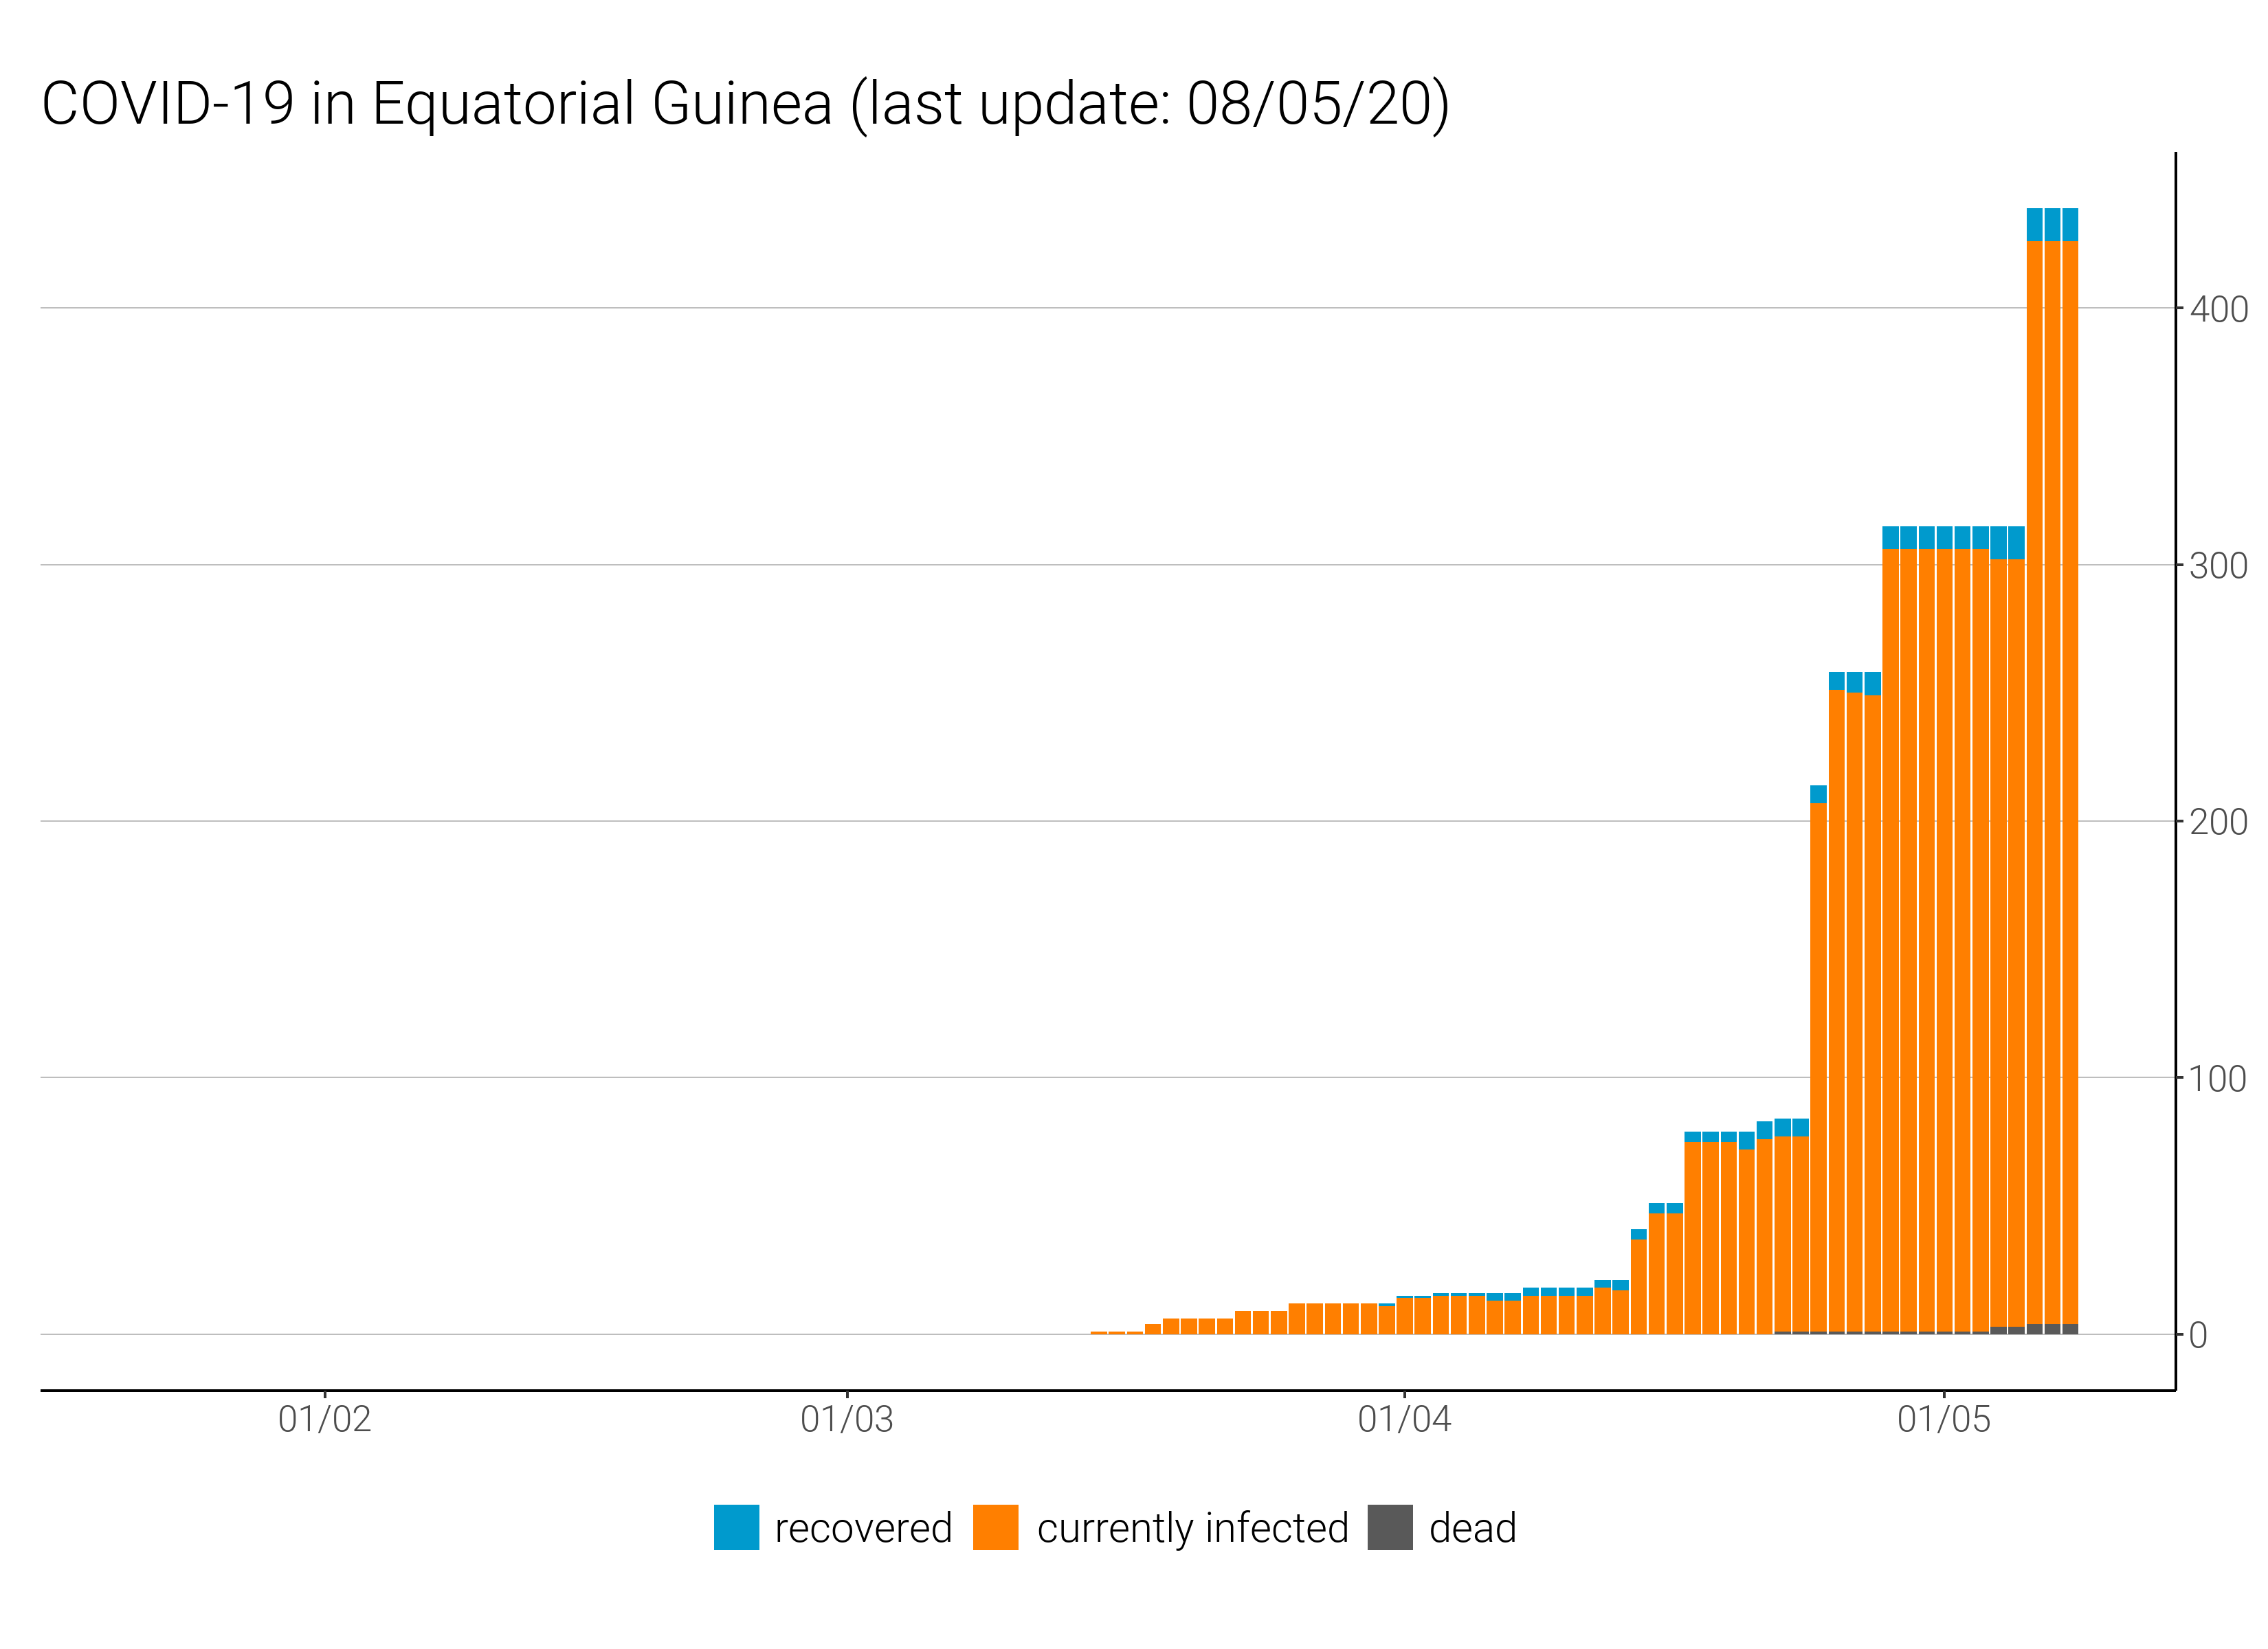 COVID-19 in Equatorial Guinea (last update: 08/05/20)
400
300
200
100
0
01/02 01/03 01/04 01/05
recovered currently infected dead